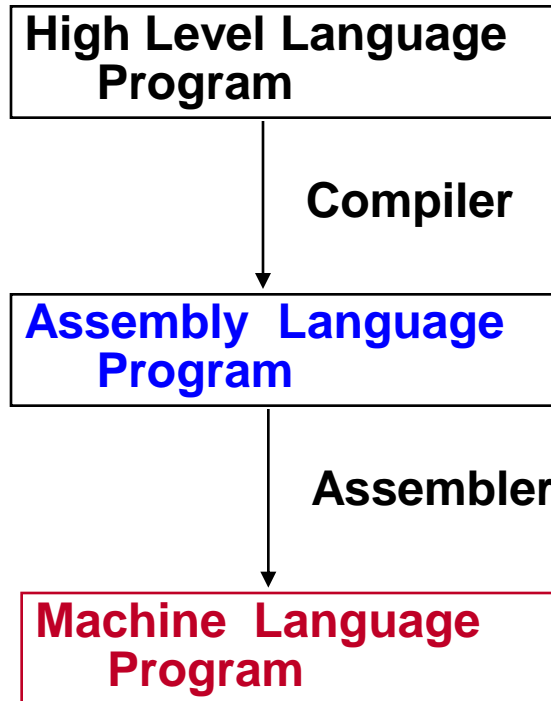 High Level Language
Program
Compiler
Assembly Language
Program
Assembler
Machine Language
Program